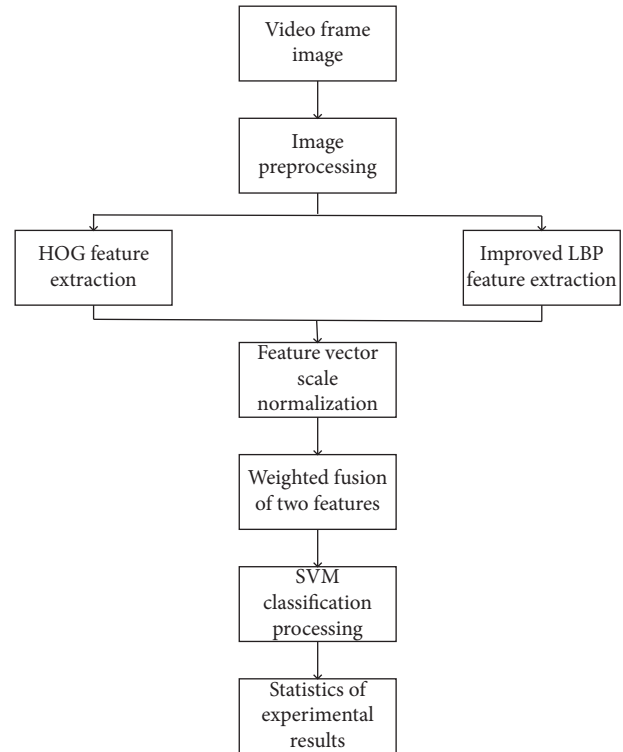 Video frame
image
Image
preprocessing
HOG feature
extraction
Improved LBP
feature extraction
Feature vector
scale
normalization
Weighted fusion
of two features
SVM
classification
processing
Statistics of
experimental
results